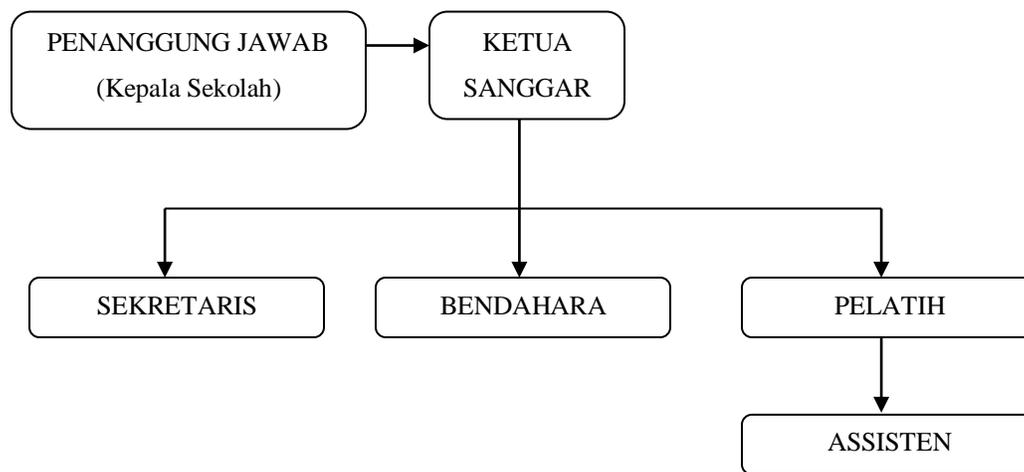 PENANGGUNG JAWAB
(Kepala Sekolah)
KETUA
SANGGAR
SEKRETARIS
BENDAHARA
PELATIH
ASSISTEN